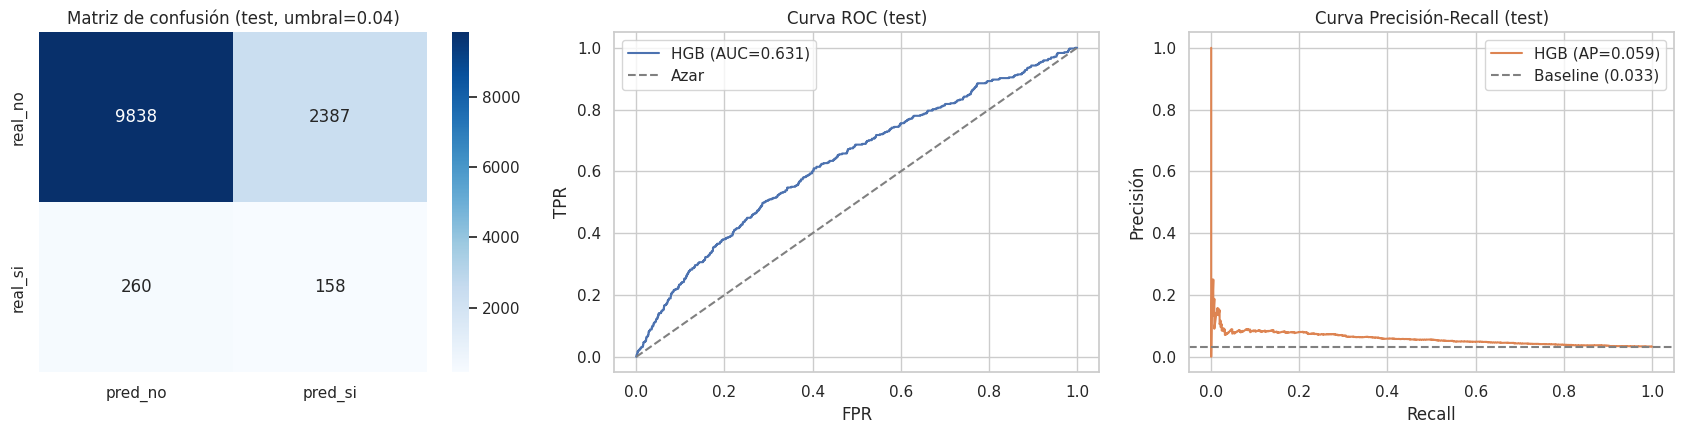 Matriz de confusión (test, umbral=0.04)
real_no
real_si
9838
2387
260
158
pred_no
pred_si
8000
6000
4000
2000
Curva ROC (test)
HGB (AUC=0.631)
Azar
TPR
1.0
0.8
0.6
0.4
0.2
0.0
0.0 0.2 0.4 0.6 0.8 1.0
FPR
Curva Precisión-Recall (test)
HGB (AP=0.059)
Baseline (0.033)
Precisión
1.0
0.8
0.6
0.4
0.2
0.0
0.0 0.2 0.4 0.6 0.8 1.0
Recall